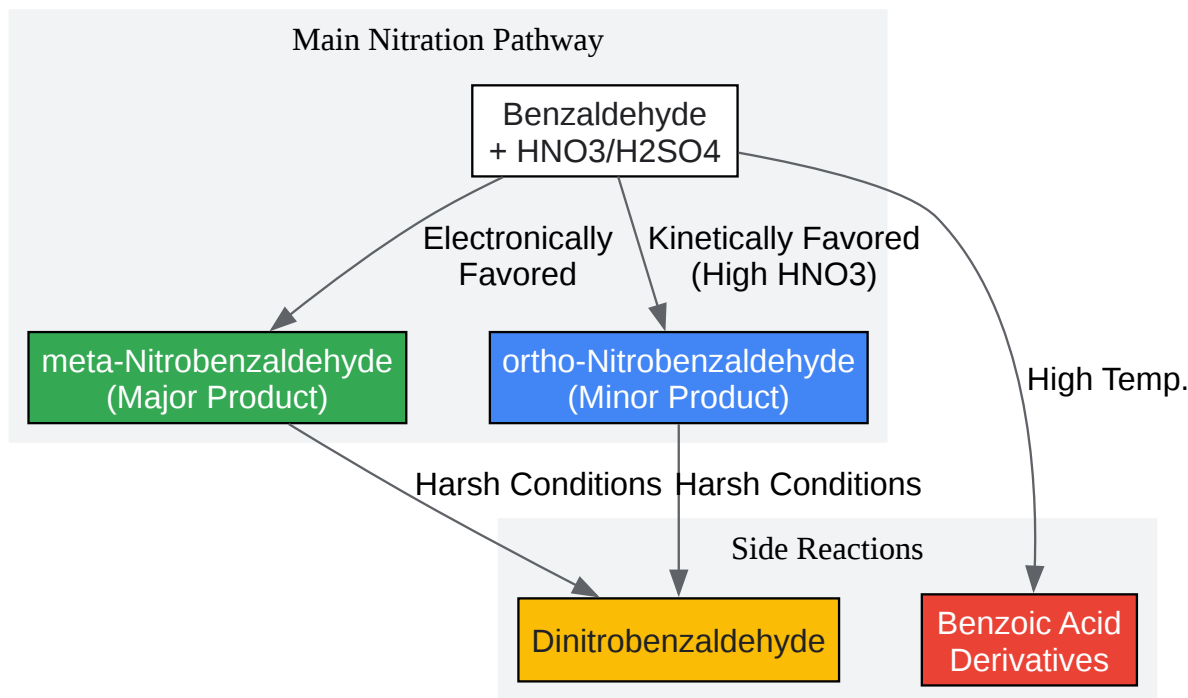 Main Nitration Pathway
Benzaldehyde
+ HNO3/H2SO4
Electronically
Favored
Kinetically Favored
(High HNO3)
High Temp.
meta-Nitrobenzaldehyde
(Major Product)
ortho-Nitrobenzaldehyde
(Minor Product)
Harsh Conditions
Harsh Conditions
Side Reactions
Dinitrobenzaldehyde
Benzoic Acid
Derivatives